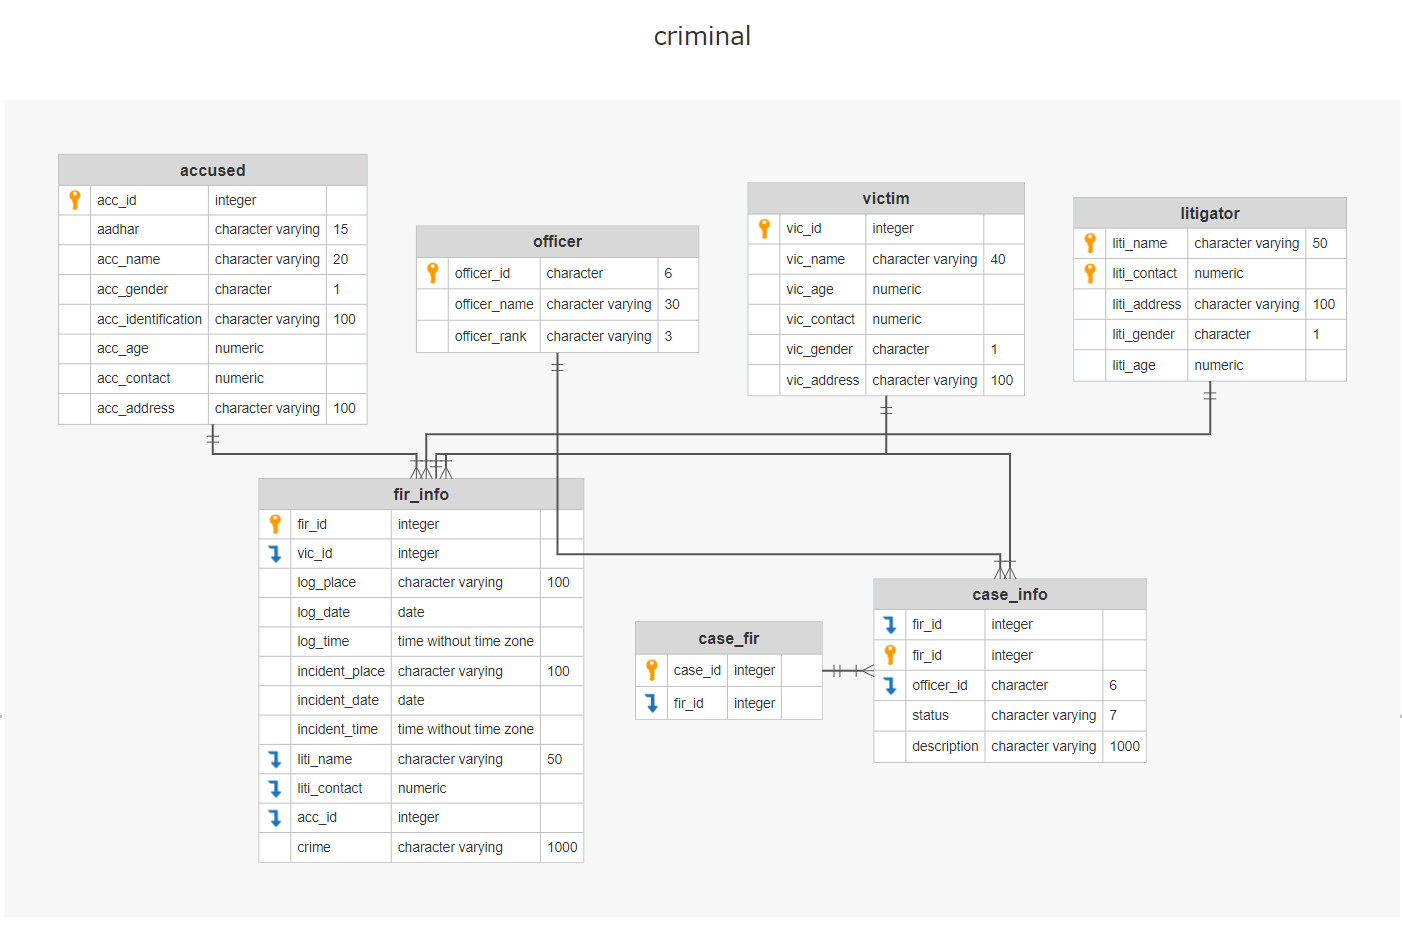 criminal
accused
acc_id integer
aadhar character varying 15
acc_name character varying 20
acc_gender character 1
acc_identification character varying 100
acc_age numeric
acc_contact numeric
acc_address character varying 100
officer
officer_id character 6
officer_name character varying 30
officer_rank character varying 3
victim
vic_id integer
vic_name character varying 40
vic_age numeric
vic_contact numeric
vic_gender character 1
vic_address character varying 100
litigator
liti_name character varying 50
liti_contact numeric
liti_address character varying 100
liti_gender character 1
liti_age numeric
fir_info
fir_id integer
vic_id integer
log_place character varying 100
log_date date
log_time time without time zone
incident_place character varying 100
incident_date date
incident_time time without time zone
liti_name character varying 50
liti_contact numeric
acc_id integer
crime character varying 1000
case_fir
case_id integer
fir_id integer
case_info
fir_id integer
fir_id integer
officer_id character 6
status character varying 7
description character varying 1000